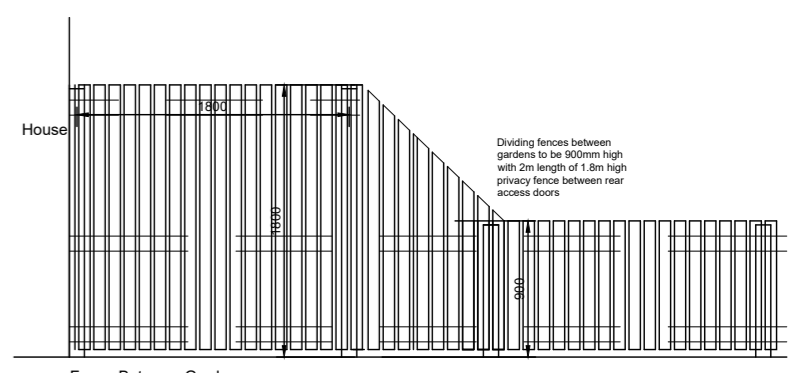 1800
House
Dividing fences between
gardens to be 900mm high
with 2m length of 1.8m high
privacy fence between rear
access doors
1800
900